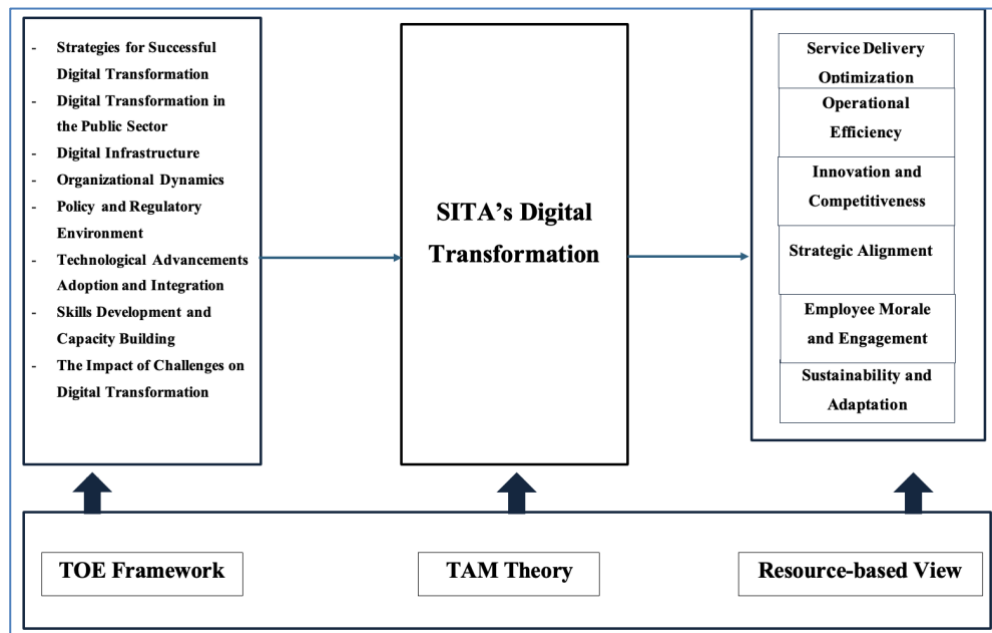 - Strategies for Successful
Digital Transformation
- Digital Transformation in
the Public Sector
- Digital Infrastructure
- Organizational Dynamics
- Policy and Regulatory
Environment
- Technological Advancements
Adoption and Integration
- Skills Development and
Capacity Building
- The Impact of Challenges on
Digital Transformation
SITA's Digital
Transformation
Service Delivery
Optimization
Operational
Efficiency
Innovation and
Competitiveness
Strategic Alignment
Employee Morale
and Engagement
Sustainability and
Adaptation
TOE Framework
TAM Theory
Resource-based View